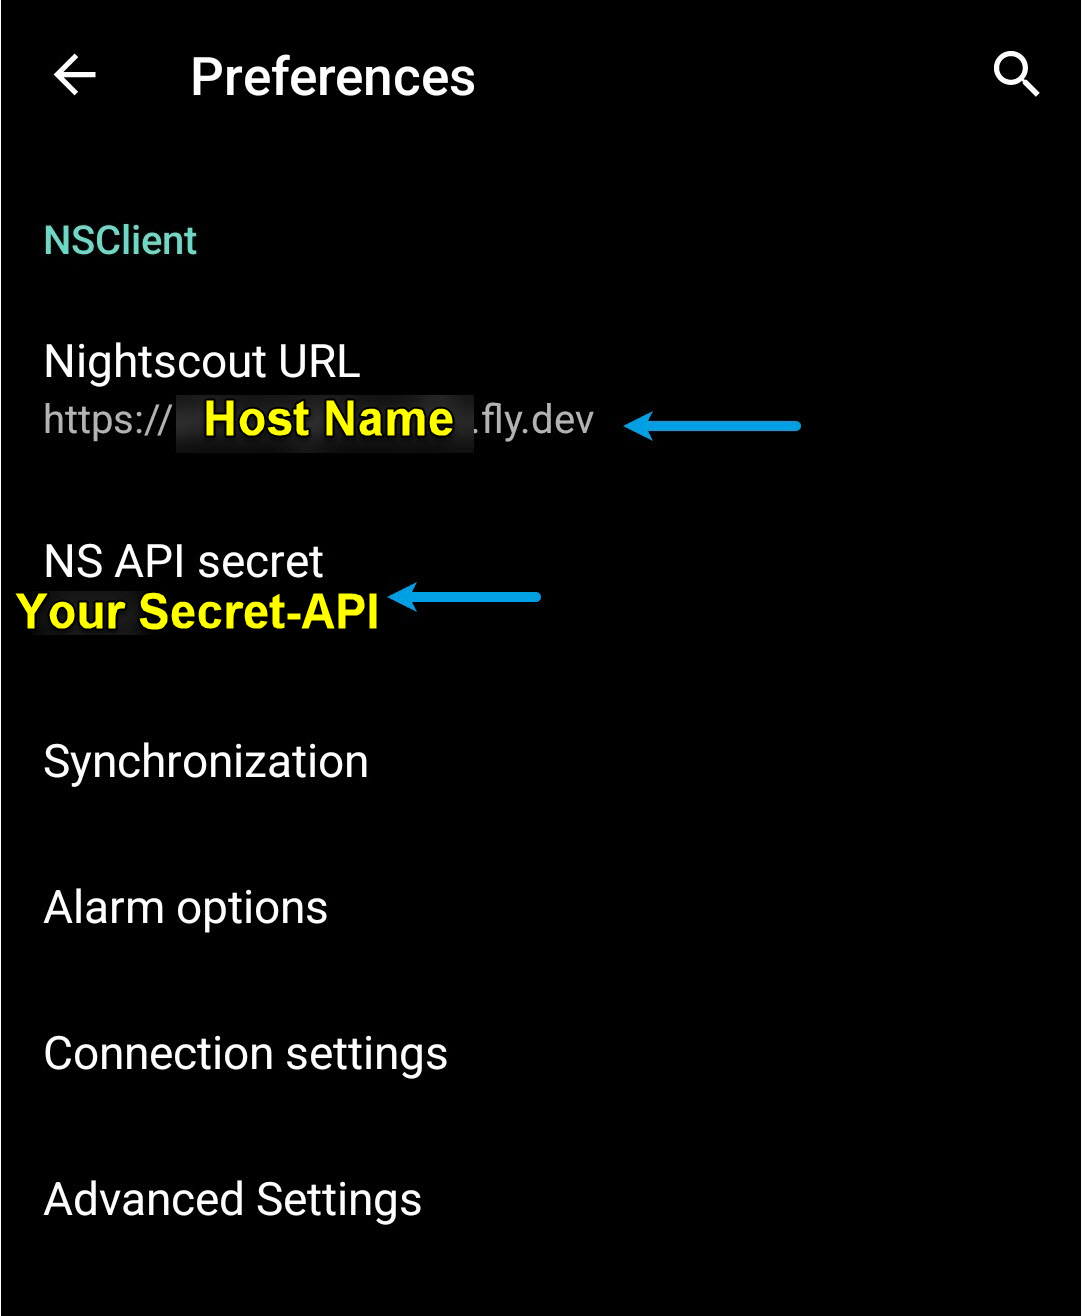 Preferences
NSClient
Nightscout URL
https:// Host Name .fly.dev
NS API secret
Your Secret-API
Synchronization
Alarm options
Connection settings
Advanced Settings